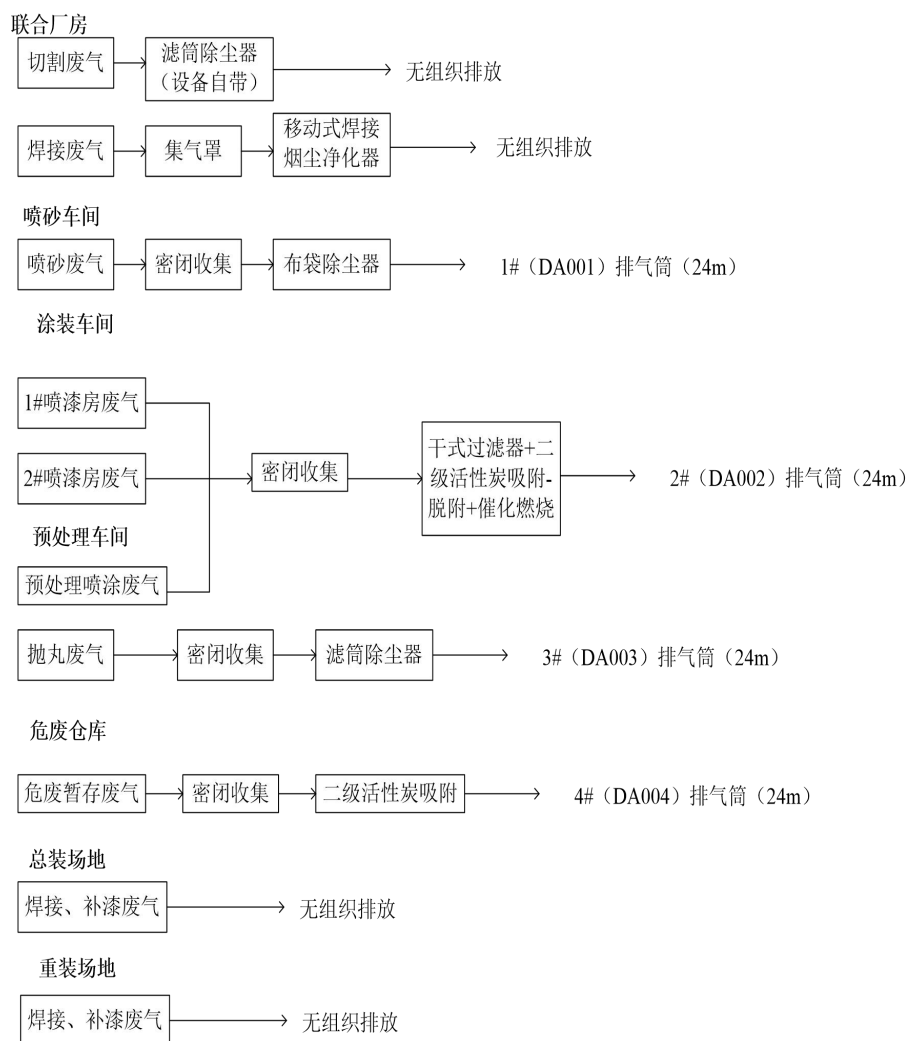 联合厂房
切割废气
滤筒除尘器
（设备自带）
无组织排放
焊接废气
集气罩
移动式焊接
烟尘净化器
无组织排放
喷砂车间
喷砂废气
密闭收集
布袋除尘器
1#（DA001）排气筒（24m）
涂装车间
1#喷漆房废气
2#喷漆房废气
密闭收集
干式过滤器+二
级活性炭吸附-
脱附+催化燃烧
2#（DA002）排气筒（24m）
预处理车间
预处理喷涂废气
抛丸废气
密闭收集
滤筒除尘器
3#（DA003）排气筒（24m）
危废仓库
危废暂存废气
密闭收集
二级活性炭吸附
4#（DA004）排气筒（24m）
总装场地
焊接、补漆废气
无组织排放
重装场地
焊接、补漆废气
无组织排放